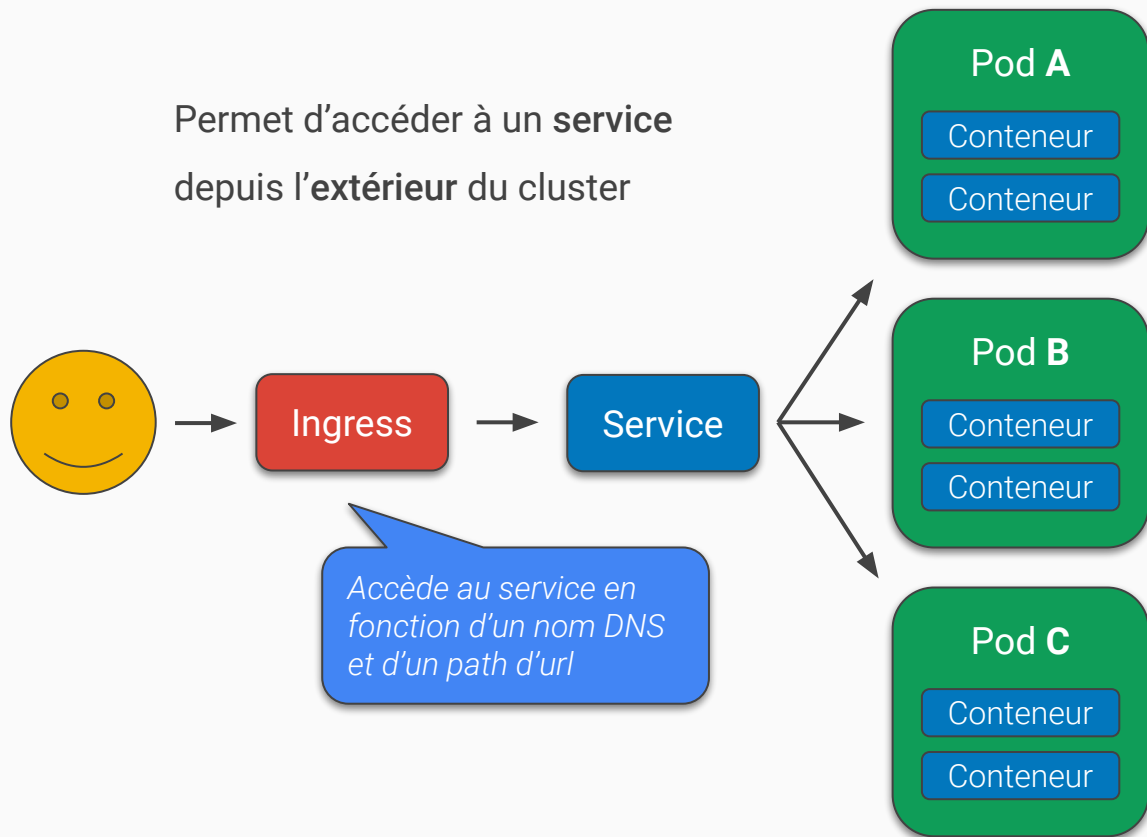 Permet d’accéder à un service
depuis l’extérieur du cluster
Ingress
Service
Accède au service en
fonction d’un nom DNS
et d’un path d’url
Pod A
Conteneur
Conteneur
Pod B
Conteneur
Conteneur
Pod C
Conteneur
Conteneur